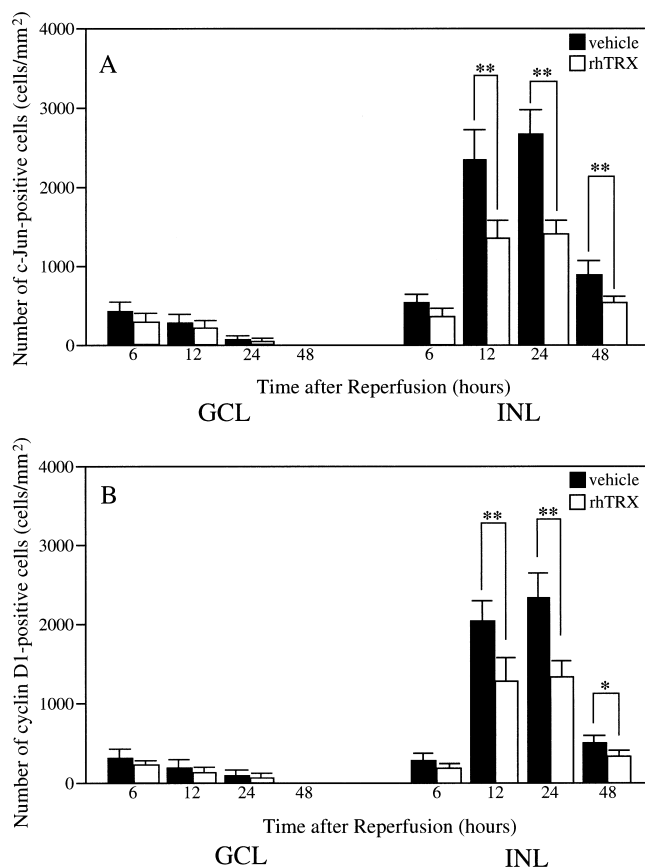 Number of c-Jun-positive cells (cells/mm²)
4000
3000
2000
1000
0
A
vehicle
rhTRX
**
**
**
6 12 24 48 6 12 24 48
Time after Reperfusion (hours)
GCL INL
Number of cyclin D1-positive cells (cells/mm²)
4000
3000
2000
1000
0
B
vehicle
rhTRX
**
**
*
6 12 24 48 6 12 24 48
Time after Reperfusion (hours)
GCL INL